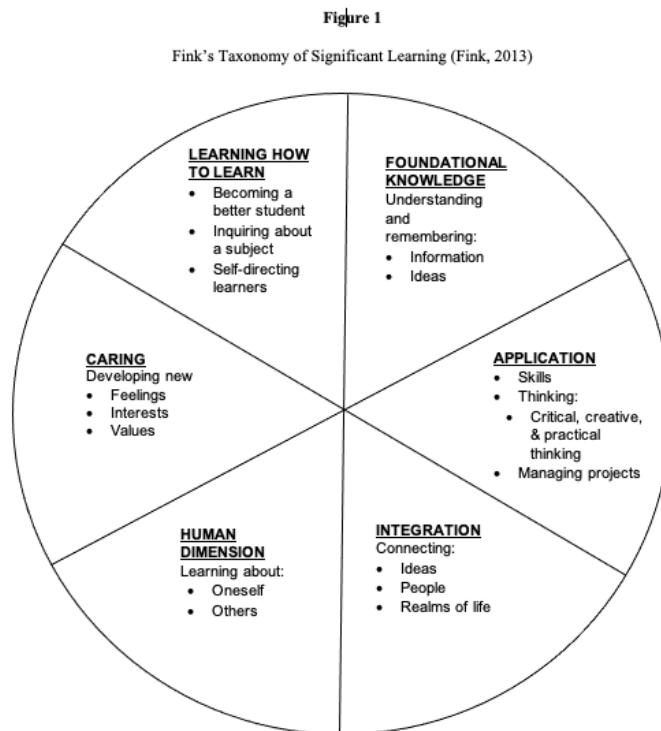 Figure 1
Fink's Taxonomy of Significant Learning (Fink, 2013)
LEARNING HOW
TO LEARN
• Becoming a
better student
• Inquiring about
a subject
• Self-directing
learners
FOUNDATIONAL
KNOWLEDGE
Understanding
and
remembering:
• Information
• Ideas
CARING
Developing new
• Feelings
• Interests
• Values
APPLICATION
• Skills
• Thinking:
• Critical, creative,
& practical
thinking
• Managing projects
HUMAN
DIMENSION
Learning about:
• Oneself
• Others
INTEGRATION
Connecting:
• Ideas
• People
• Realms of life